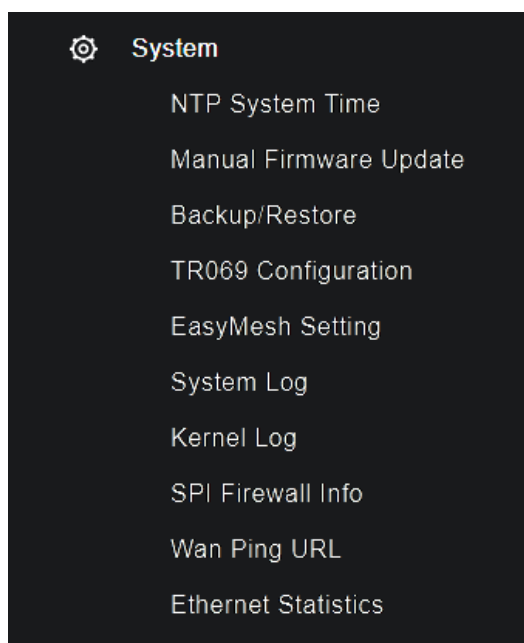 System
NTP System Time
Manual Firmware Update
Backup/Restore
TR069 Configuration
EasyMesh Setting
System Log
Kernel Log
SPI Firewall Info
Wan Ping URL
Ethernet Statistics